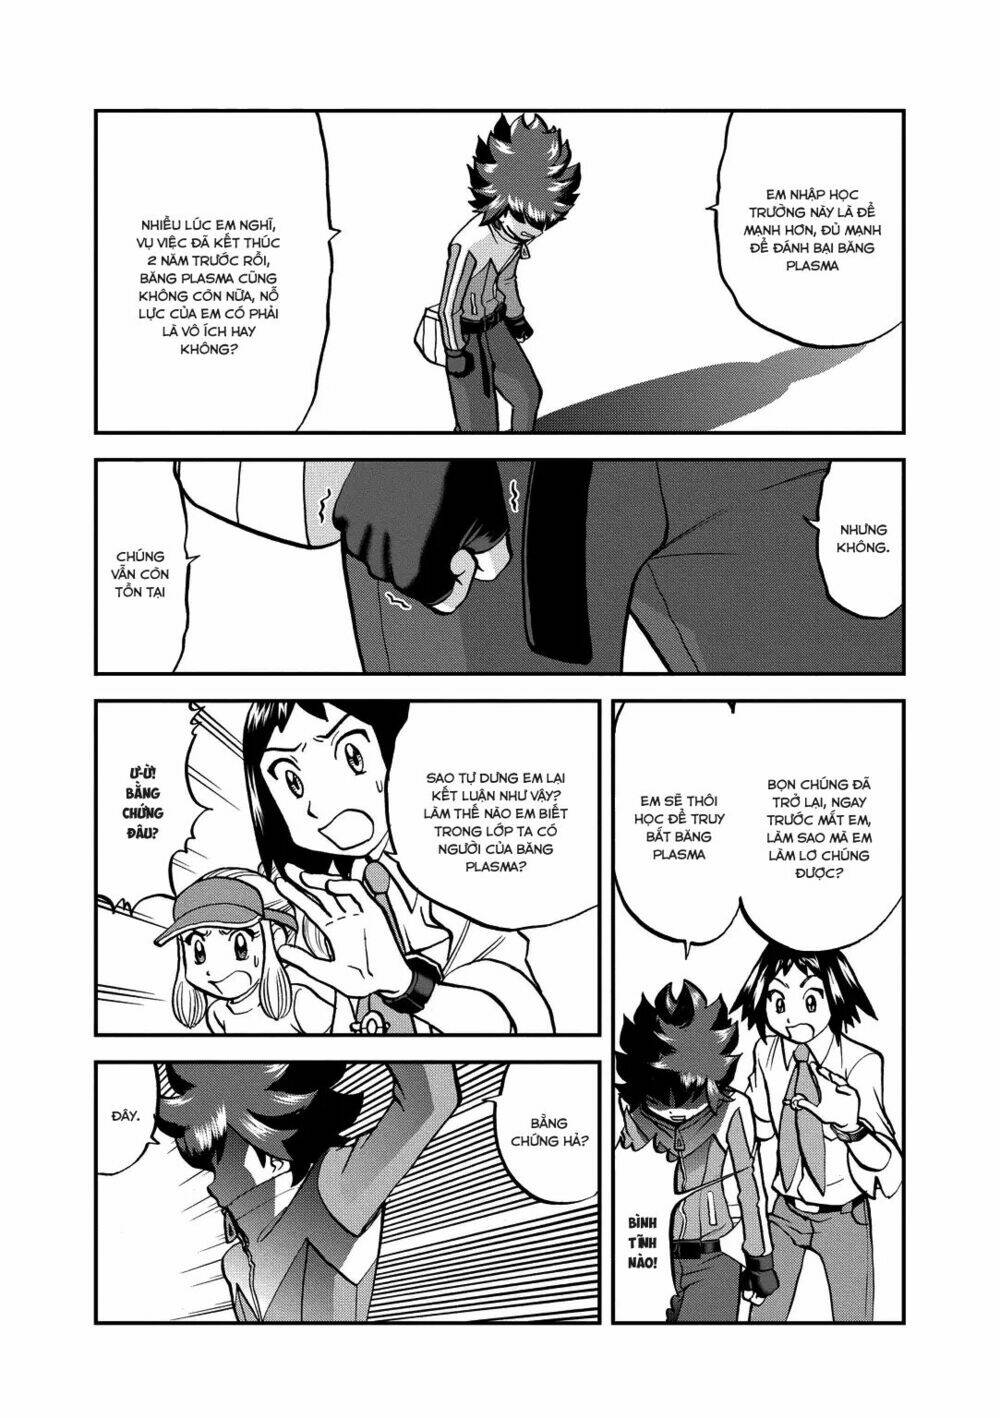 EM NHẬP HỌC
TRƯỜNG NÀY LÀ ĐỂ
MẠNH HƠN, ĐỦ MẠNH
ĐỂ ĐÁNH BẠI BĂNG
PLASMA
NHIỀU LÚC EM NGHĨ,
VỤ VIỆC ĐÃ KẾT THÚC
2 NĂM TRƯỚC RỒI,
BĂNG PLASMA CŨNG
KHÔNG CÒN NỮA, NỖ
LỰC CỦA EM CÓ PHẢI
LÀ VÔ ÍCH HAY
KHÔNG?
NHƯNG
KHÔNG.
CHÚNG
VẪN CÒN
TỒN TẠI
BỌN CHÚNG ĐÃ
TRỞ LẠI, NGAY
TRƯỚC MẮT EM,
LÀM SAO MÀ EM
LÀM LƠ CHÚNG
ĐƯỢC?
EM SẼ THÔI
HỌC ĐỂ TRUY
BẮT BĂNG
PLASMA
BÌNH
TĨNH
NÀO!
SAO TỰ DƯNG EM LẠI
KẾT LUẬN NHƯ VẬY?
LÀM THẾ NÀO EM BIẾT
TRONG LỚP TA CÓ
NGƯỜI CỦA BĂNG
PLASMA?
Ư-Ừ!
BẰNG
CHỨNG
ĐÂU?
BẰNG
CHỨNG HẢ?
ĐÂY.